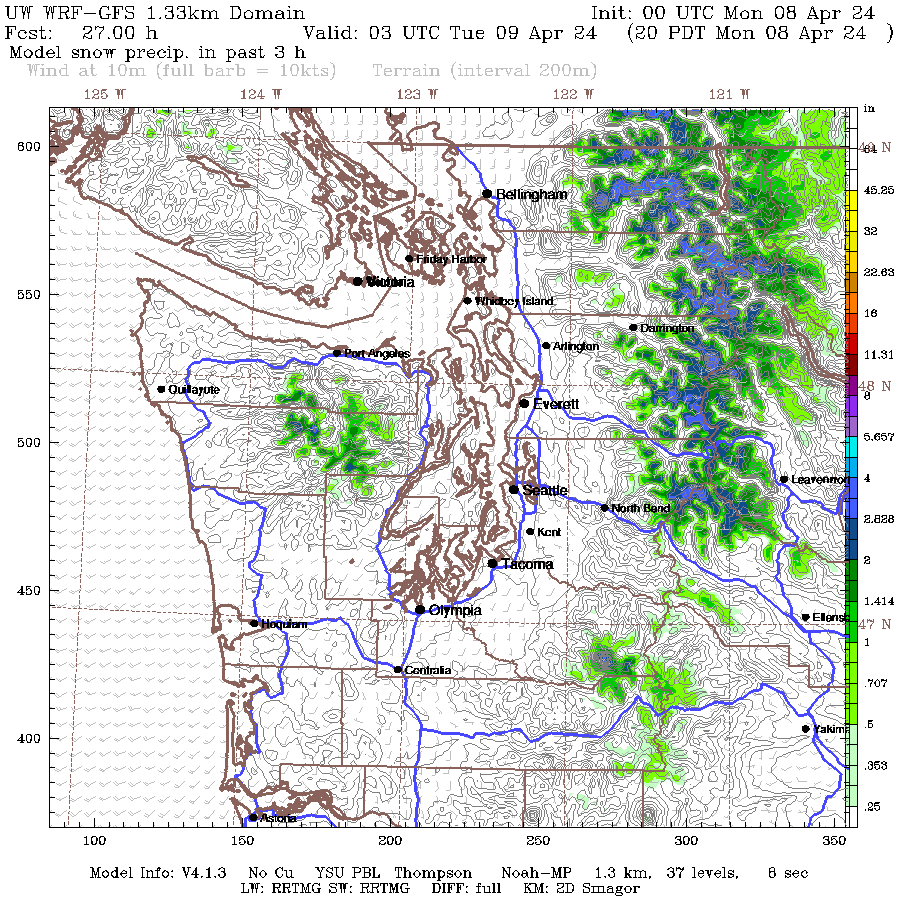 UW WRF-GFS 1.33km Domain Init: 00 UTC Mon 08 Apr 24
Fcst: 27.00 h Valid: 03 UTC Tue 09 Apr 24 (20 PDT Mon 08 Apr 24 )
Model snow precip. in past 3 h
Wind at 10m (full barb = 10kts) Terrain (interval 200m)
125 W 124 W 123 W 122 W 121 W
in
600
64
N
Bellingham
45.25
32
Friday Harbor
22.63
Victoria
550
Whidbey Island
16
Darrington
Arlington
Port Angeles
11.31
48 N
Quillayute
8
Everett
500
5.657
Leavenwor
4
Seattle
North Bend
2.828
Kent
Tacoma
2
450
1.414
Olympia
Ellens
Hoquiam
47 N
1
Centralia
.707
.5
Yakima
400
.353
.25
Astoria
100 150 200 250 300 350
Model Info: V4.1.3 No Cu YSU PBL Thompson Noah-MP 1.3 km, 37 levels, 8 sec
LW: RRTMG SW: RRTMG DIFF: full KM: 2D Smagor